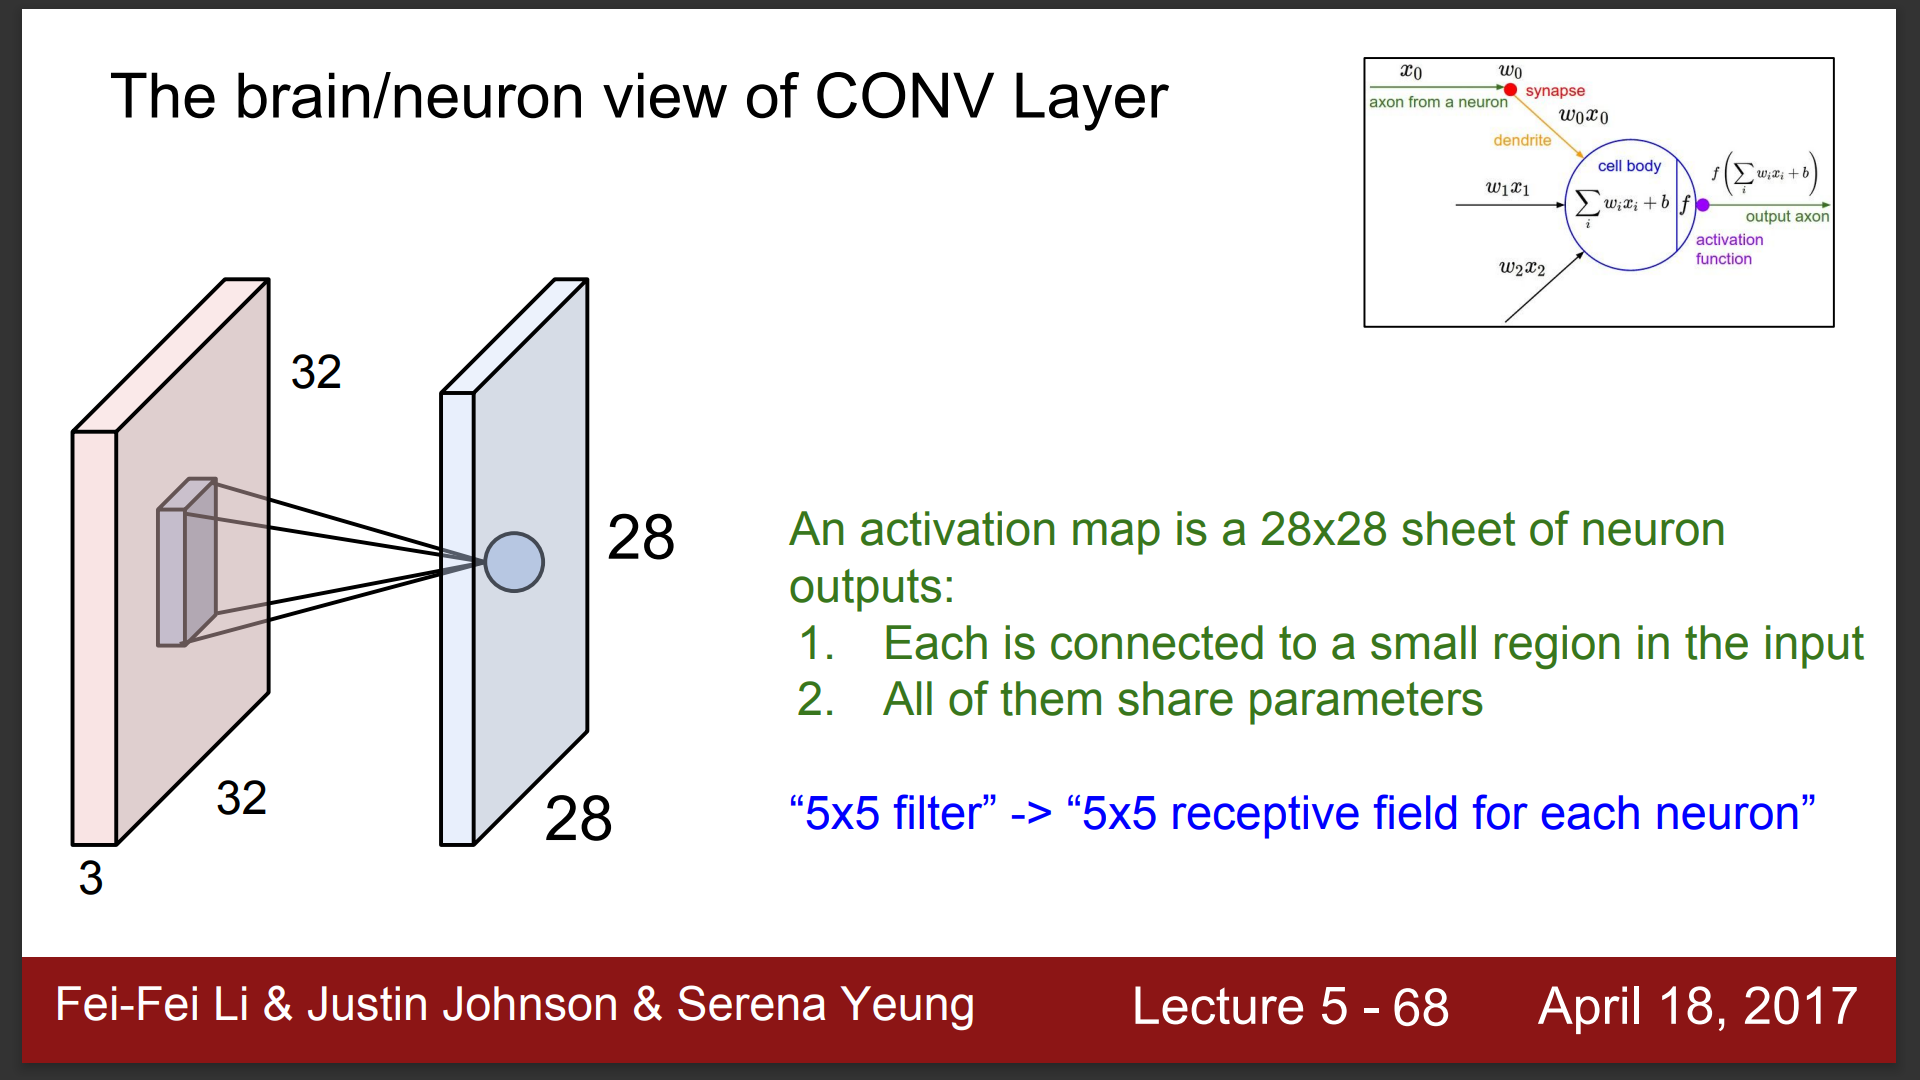 The brain/neuron view of CONV Layer
x₀ w₀
synapse
axon from a neuron
w₀x₀
dendrite
cell body
f(∑ᵢ wᵢxᵢ + b)
w₁x₁
∑ᵢ wᵢxᵢ + b f
output axon
activation
function
w₂x₂
32
28
32
28
3
An activation map is a 28x28 sheet of neuron
outputs:
1. Each is connected to a small region in the input
2. All of them share parameters
“5x5 filter” -> “5x5 receptive field for each neuron”
Fei-Fei Li & Justin Johnson & Serena Yeung Lecture 5 - 68 April 18, 2017